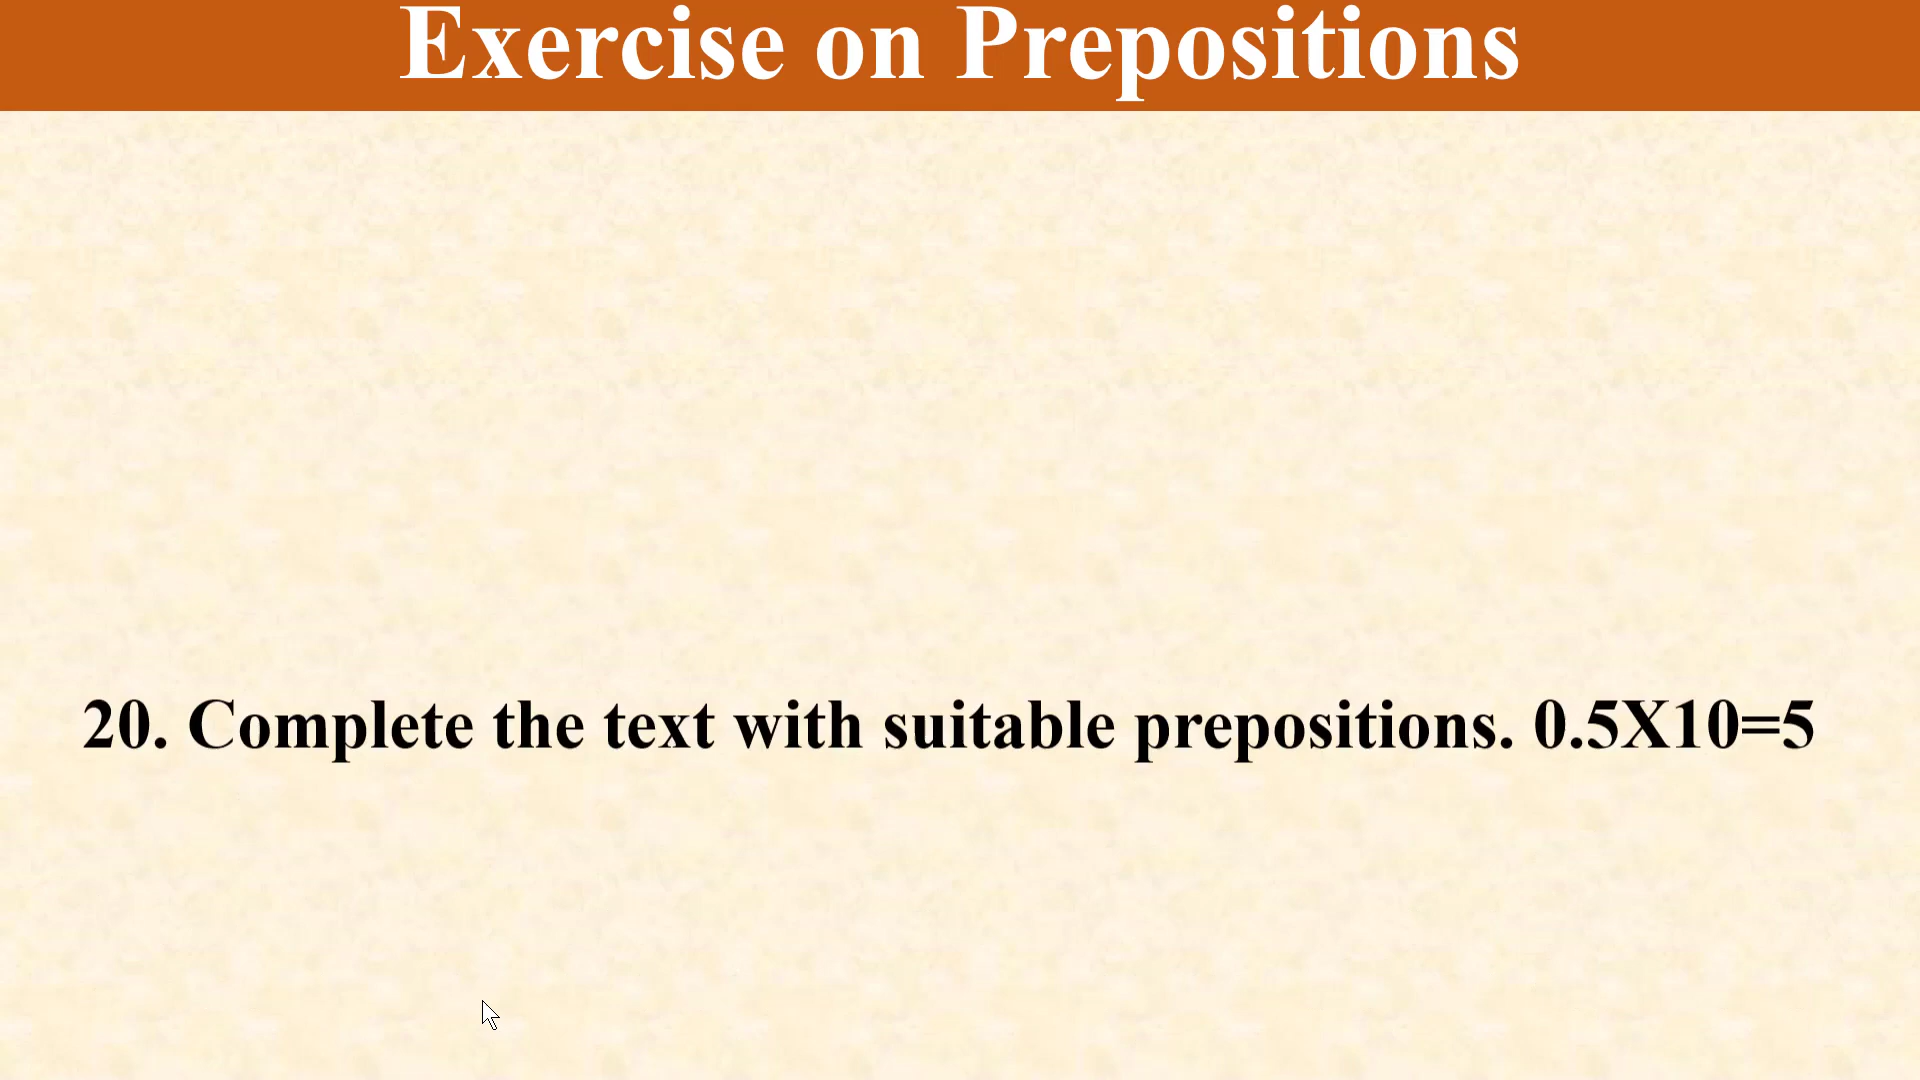 Exercise on Prepositions
20. Complete the text with suitable prepositions. 0.5X10=5